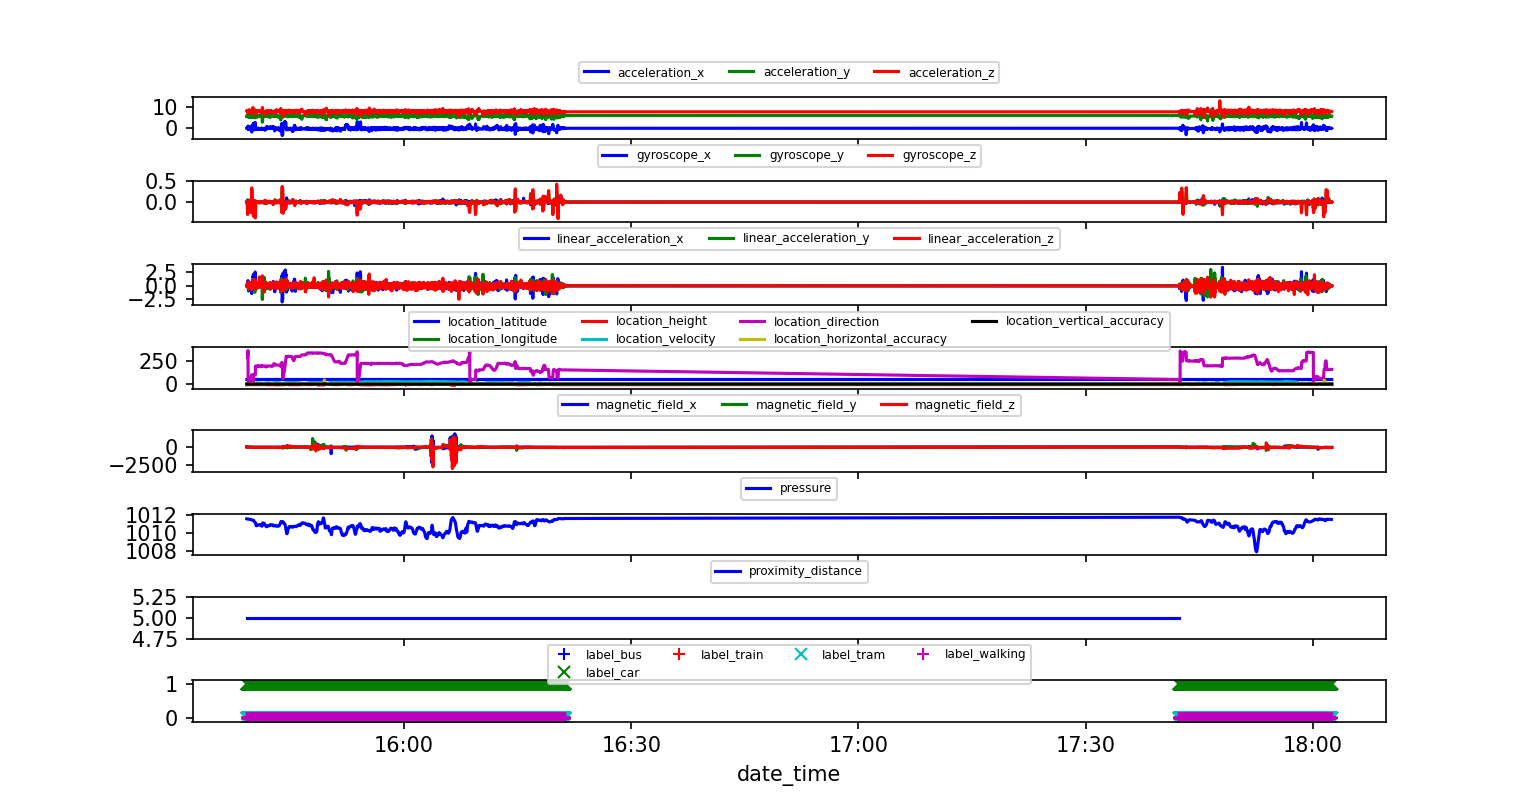 acceleration_x acceleration_y acceleration_z
10
0
gyroscope_x gyroscope_y gyroscope_z
0.5
0.0
linear_acceleration_x linear_acceleration_y linear_acceleration_z
2.5
0.0
−2.5
location_latitude location_height location_direction location_vertical_accuracy
location_longitude location_velocity location_horizontal_accuracy
250
0
magnetic_field_x magnetic_field_y magnetic_field_z
0
−2500
pressure
1012
1010
1008
proximity_distance
5.25
5.00
4.75
label_bus label_train label_tram label_walking
label_car
1
0
16:00 16:30 17:00 17:30 18:00
date_time